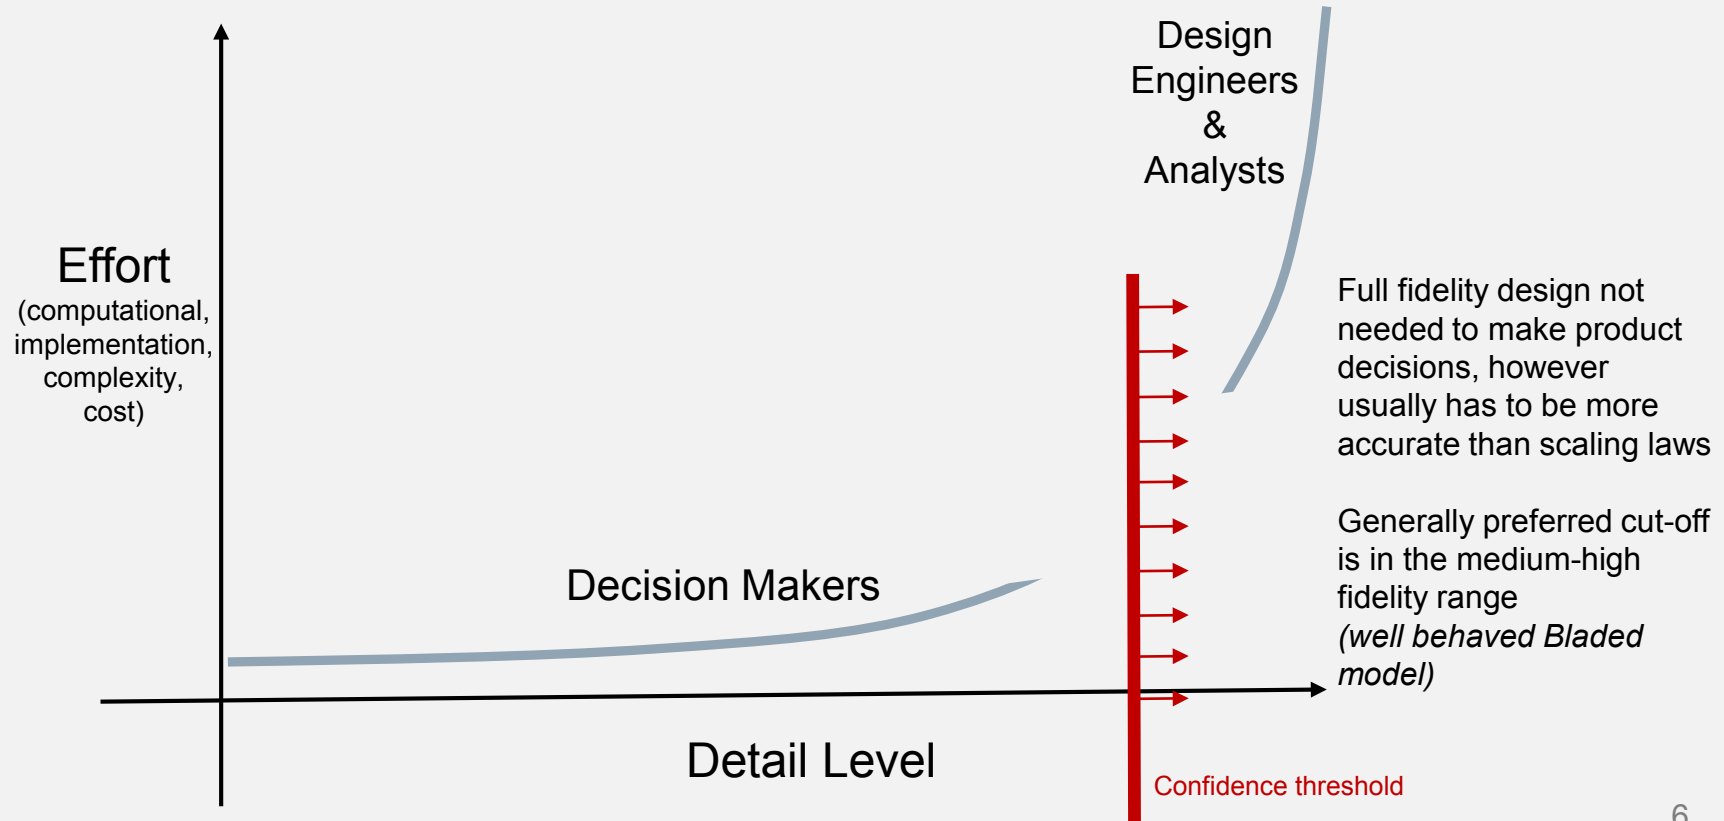 Design
Engineers
&
Analysts
Effort
(computational,
implementation,
complexity,
cost)
Full fidelity design not
needed to make product
decisions, however
usually has to be more
accurate than scaling laws
Generally preferred cut-off
is in the medium-high
fidelity range
(well behaved Bladed
model)
Decision Makers
Detail Level
Confidence threshold
6